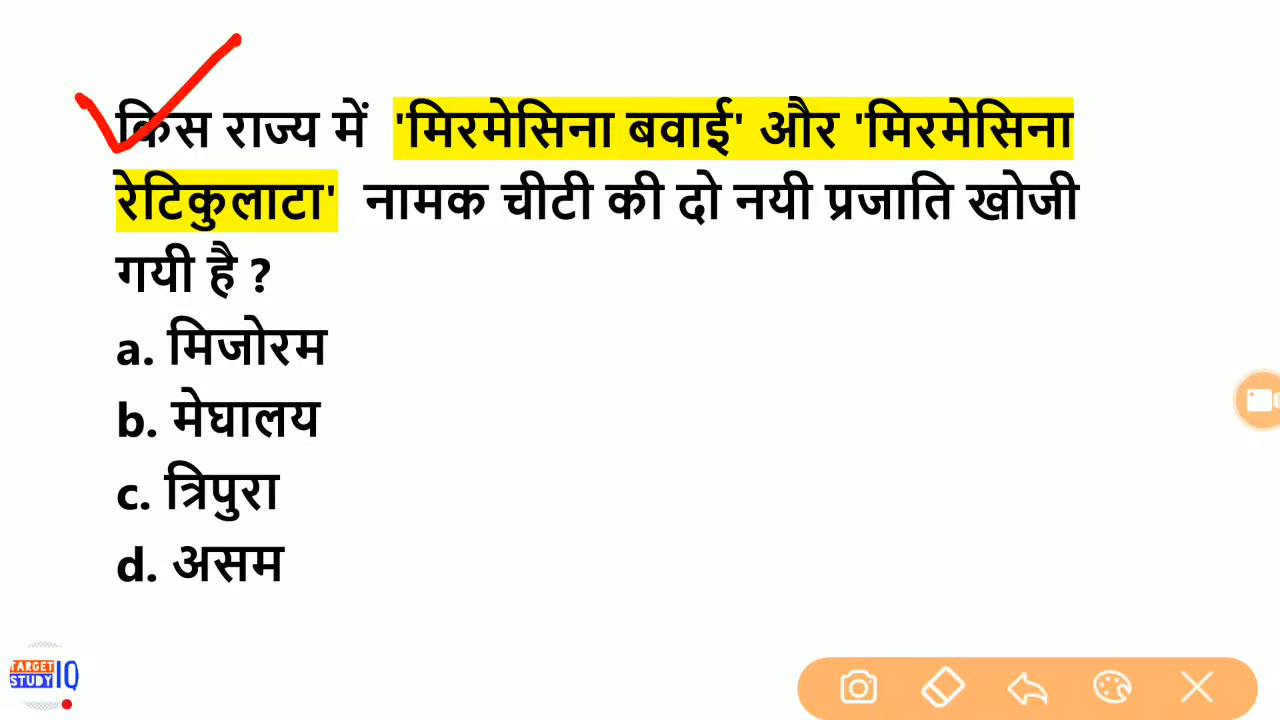 किस राज्य में 'मिरमेसिना बवाई' और 'मिरमेसिना
रेटिकुलाटा' नामक चीटी की दो नयी प्रजाति खोजी
गयी है ?
a. मिजोरम
b. मेघालय
c. त्रिपुरा
d. असम
TARGET
STUDY IQ